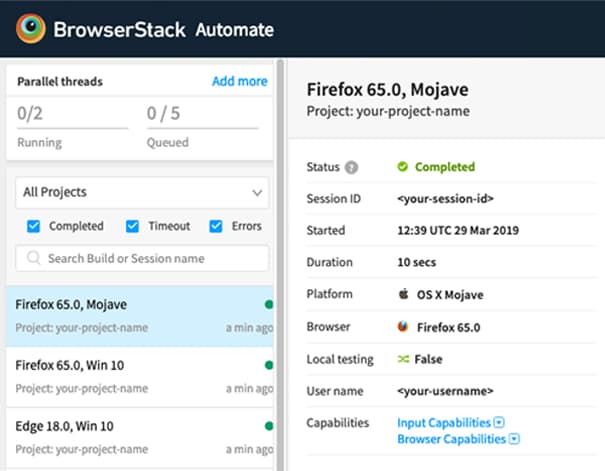 BrowserStack Automate
Parallel threads Add more
0/2 0 / 5
Running Queued
All Projects
Completed Timeout Errors
Search Build or Session name
Firefox 65.0, Mojave
Project: your-project-name a min ago
Firefox 65.0, Win 10
Project: your-project-name a min ago
Edge 18.0, Win 10
Project: your-project-name a min ago
Firefox 65.0, Mojave
Project: your-project-name
Status ? Completed
Session ID <your-session-id>
Started 12:39 UTC 29 Mar 2019
Duration 10 secs
Platform OS X Mojave
Browser Firefox 65.0
Local testing False
User name <your-username>
Capabilities Input Capabilities
Browser Capabilities